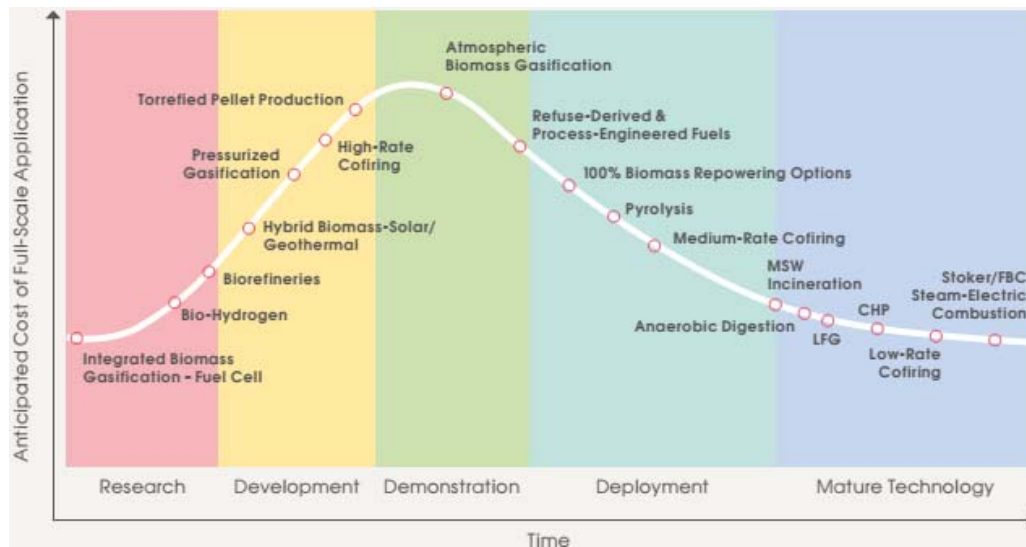 Anticipated Cost of Full-Scale Application
Atmospheric
Biomass Gasification
Torrefied Pellet Production
Refuse-Derived &
Process-Engineered Fuels
High-Rate
Cofiring
Pressurized
Gasification
100% Biomass Repowering Options
Pyrolysis
Hybrid Biomass-Solar/
Geothermal
Medium-Rate Cofiring
Biorefineries
MSW
Incineration
Stoker/FBC
Steam-Electric
Combustion
Bio-Hydrogen
Anaerobic Digestion
LFG
CHP
Low-Rate
Cofiring
Integrated Biomass
Gasification - Fuel Cell
Research
Development
Demonstration
Deployment
Mature Technology
Time